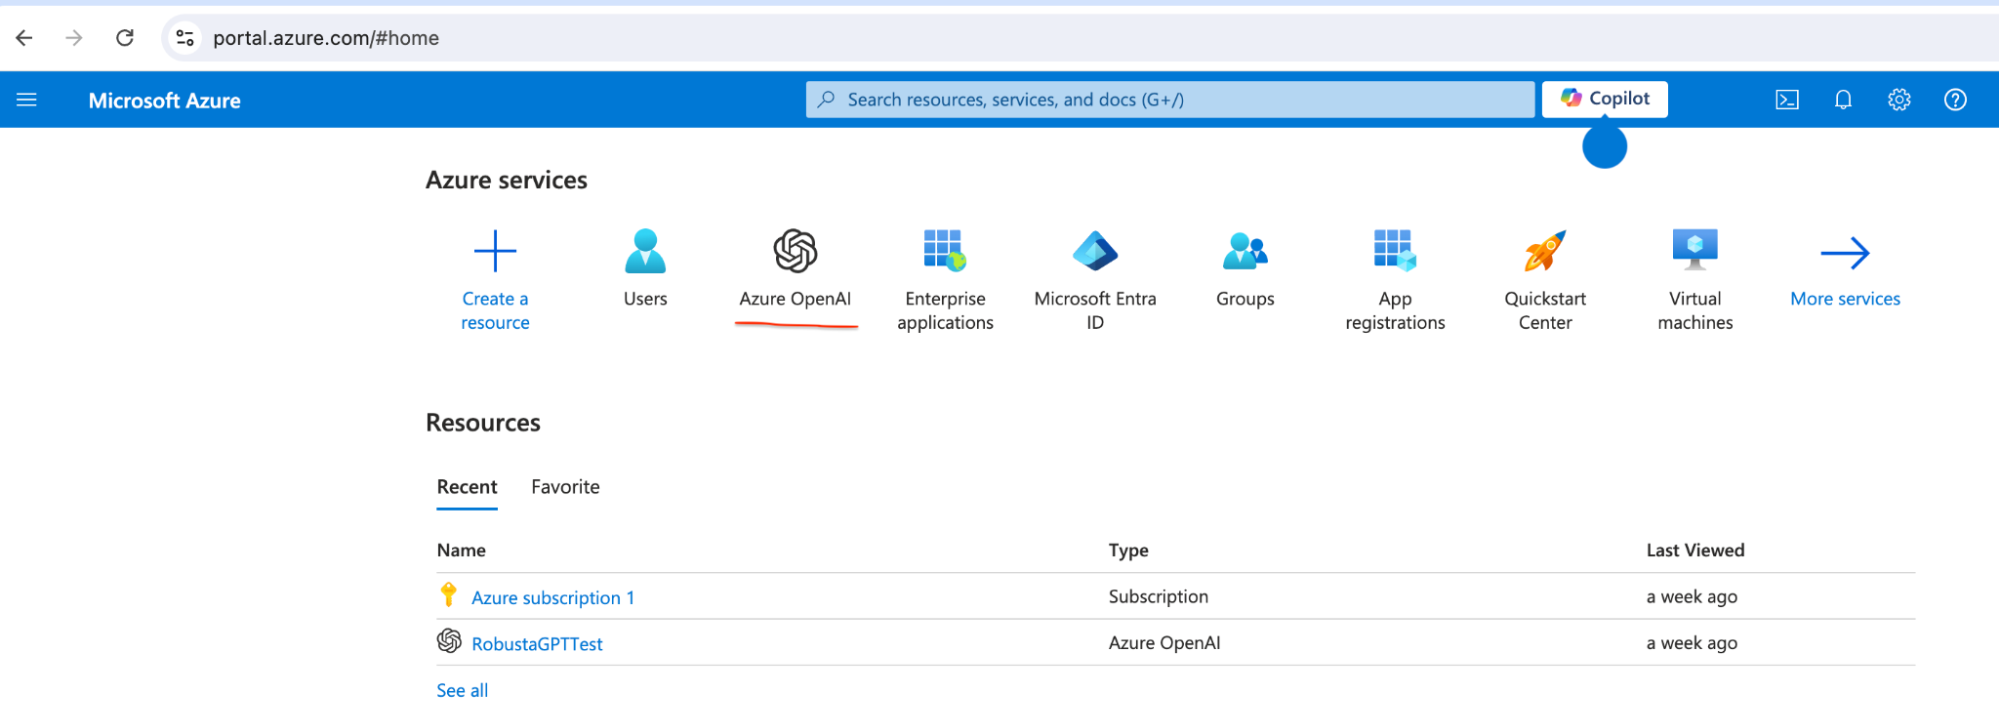 portal.azure.com/#home
Microsoft Azure
Search resources, services, and docs (G+/)
Copilot
Azure services
Create a
resource
Users
Azure OpenAI
Enterprise
applications
Microsoft Entra
ID
Groups
App
registrations
Quickstart
Center
Virtual
machines
More services
Resources
Recent
Favorite
Name Type Last Viewed
Azure subscription 1 Subscription a week ago
RobustaGPTTest Azure OpenAI a week ago
See all